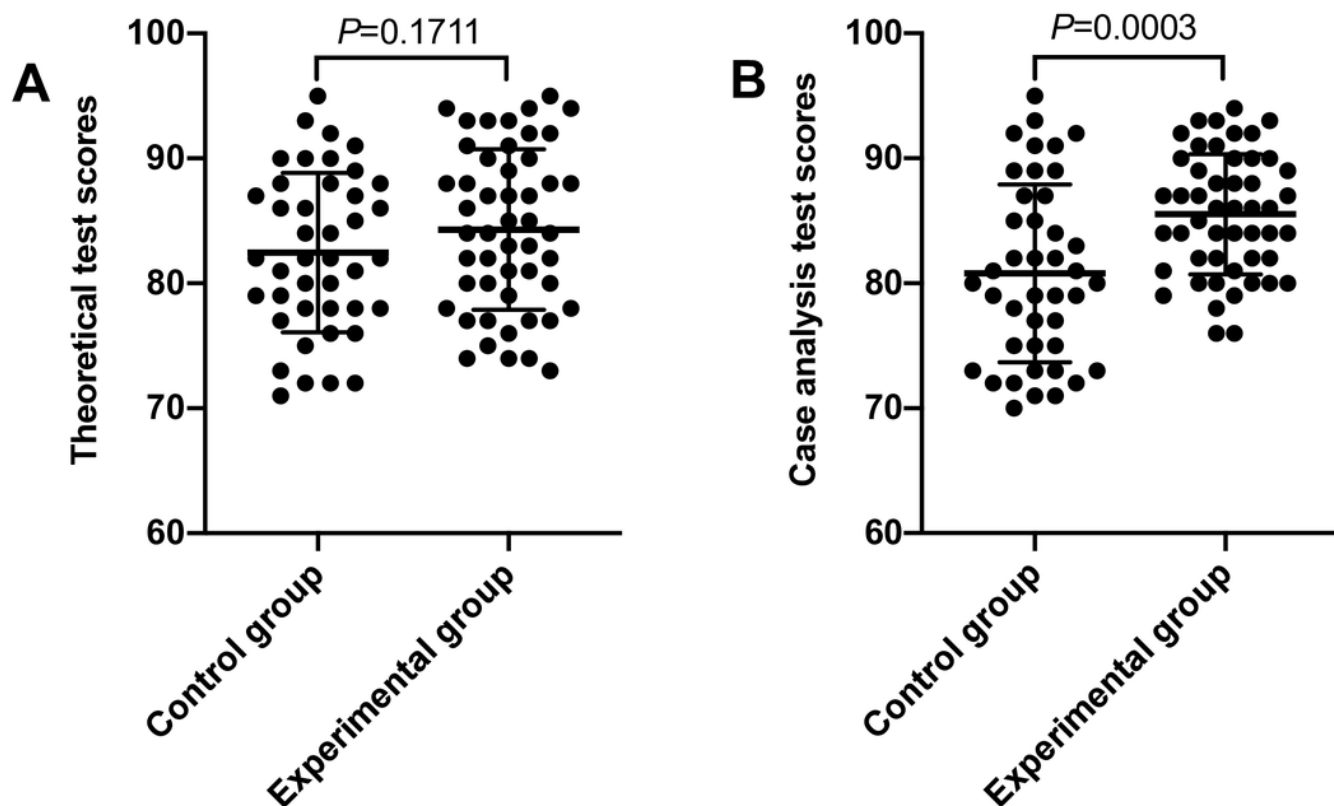 A
Theoretical test scores
100
90
80
70
60
P=0.1711
Control group
Experimental group
B
Case analysis test scores
100
90
80
70
60
P=0.0003
Control group
Experimental group